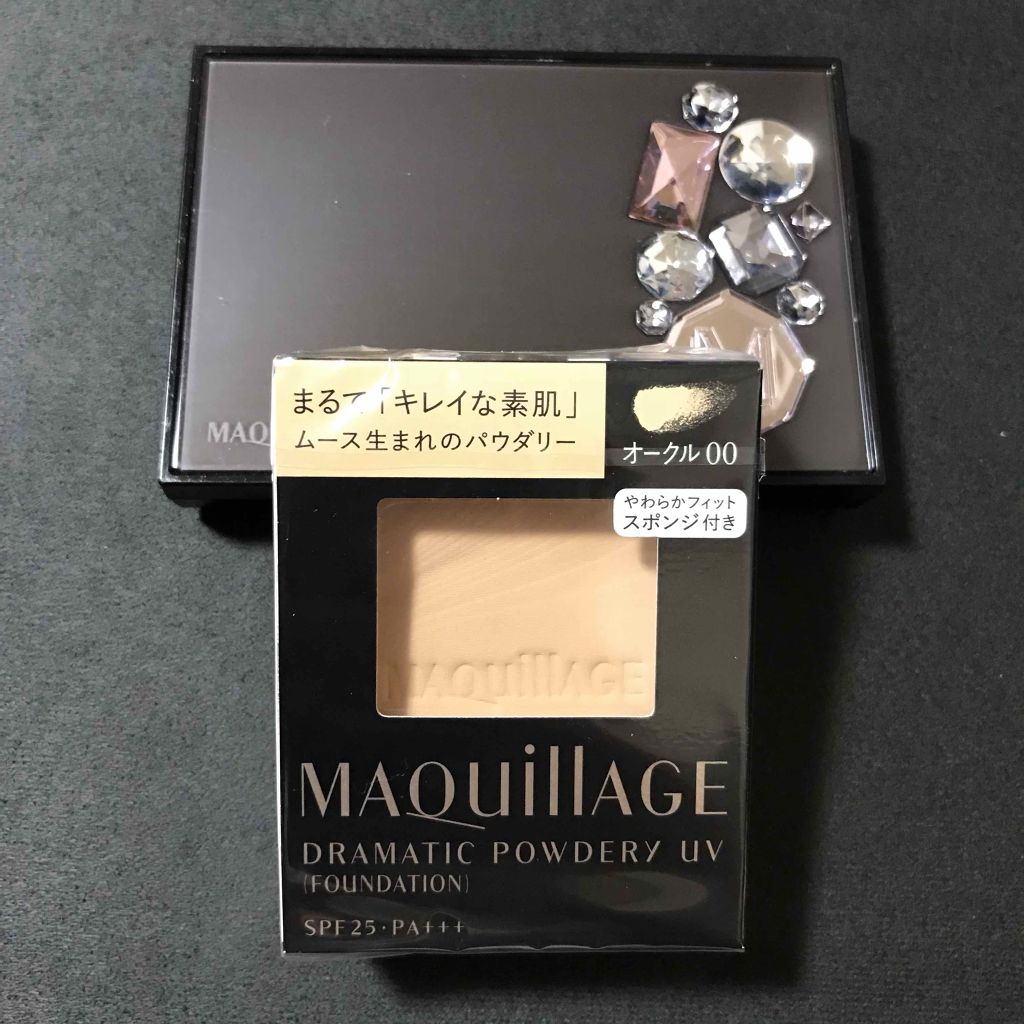 MAQ
まるで「キレイな素肌」
ムース生まれのパウダリー
オークル 00
やわらかフィット
スポンジ付き
MAQuillAGE
MAQuillAGE
DRAMATIC POWDERY UV
(FOUNDATION)
SPF25・PA+++